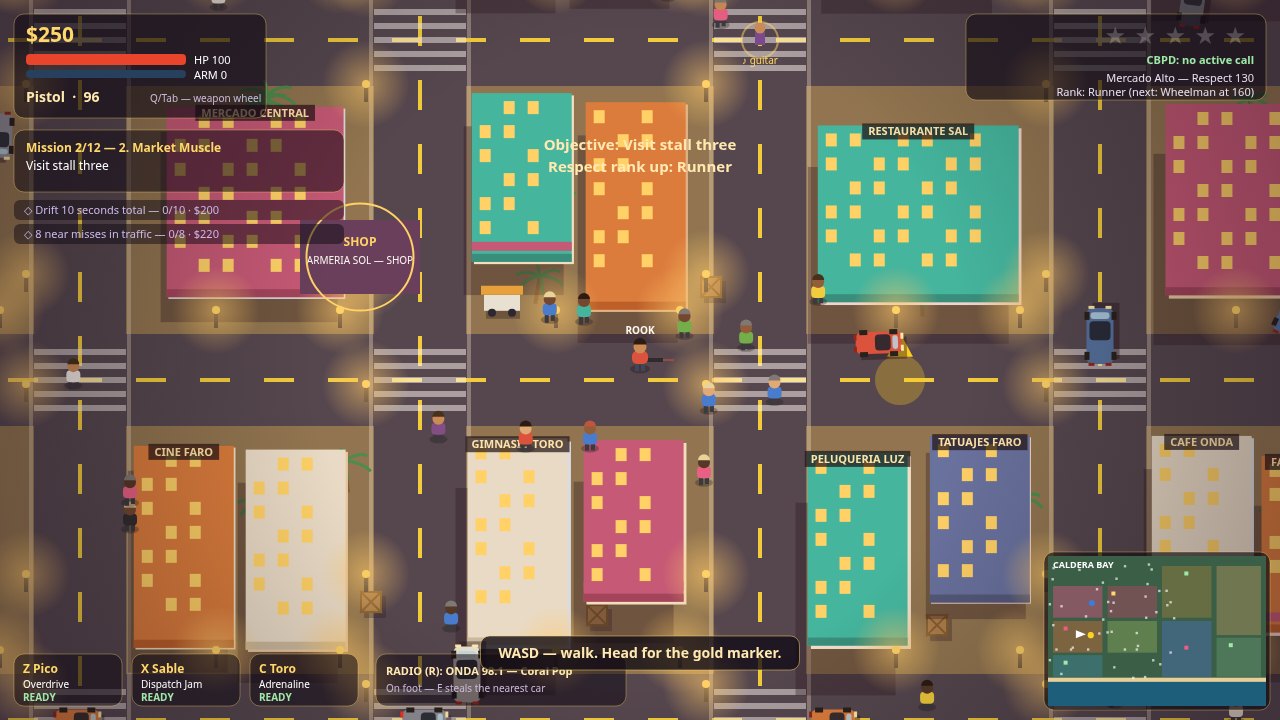 $250
HP 100
ARM 0
Pistol · 96
Q/Tab — weapon wheel
MERCADO CENTRAL
Mission 2/12 — 2. Market Muscle
Visit stall three
◇ Drift 10 seconds total — 0/10 · $200
◇ 8 near misses in traffic — 0/8 · $220
SHOP
ARMERIA SOL — SHOP
♪ guitar
Objective: Visit stall three
Respect rank up: Runner
RESTAURANTE SAL
CBPD: no active call
Mercado Alto — Respect 130
Rank: Runner (next: Wheelman at 160)
ROOK
CINE FARO
GIMNASIO TORO
PELUQUERIA LUZ
TATUAJES FARO
CAFE ONDA
FA
CALDERA BAY
WASD — walk. Head for the gold marker.
Z Pico
Overdrive
READY
X Sable
Dispatch Jam
READY
C Toro
Adrenaline
READY
RADIO (R): ONDA 98.1 — Coral Pop
On foot — E steals the nearest car